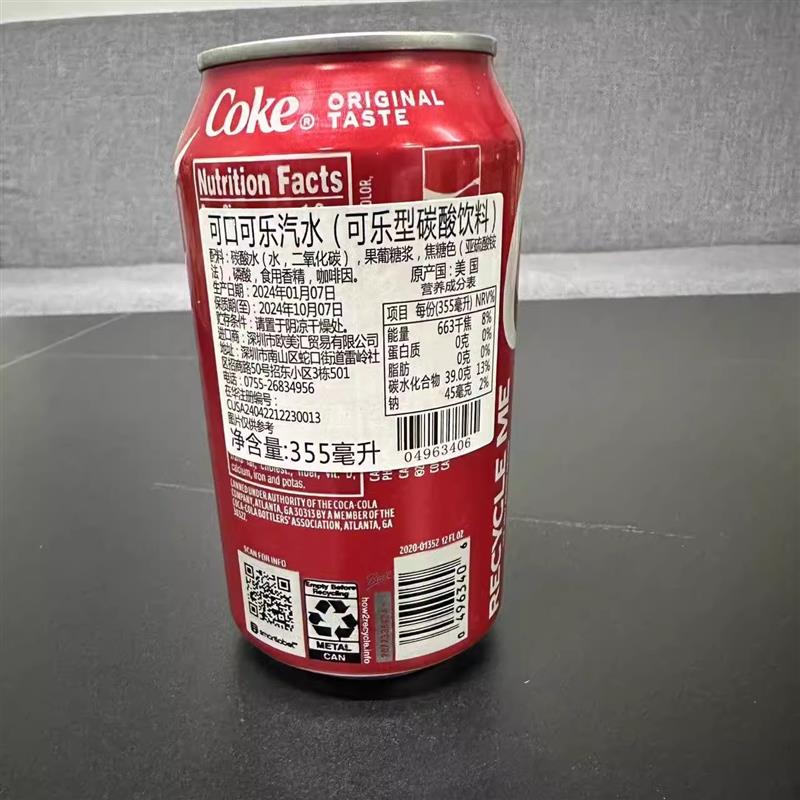 Coke® ORIGINAL TASTE
Nutrition Facts
可口可乐汽水（可乐型碳酸饮料）
配料：碳酸水（水，二氧化碳），果葡糖浆，焦糖色（亚硫酸铵
法），磷酸，食用香精，咖啡因。
生产日期：2024年01月07日
保质期(至)：2024年10月07日
贮存条件：请置于阴凉干燥处。
进口商：深圳市欧美汇贸易有限公司
地址：深圳市南山区蛇口街道雷岭社
区招商路50号招东小区3栋501
电话：0755-26834956
在华注册编号：
CUSA24042212230013
图片仅供参考
净含量:355毫升
原产国：美国
营养成分表
项目 每份(355毫升) NRV%
能量 663千焦 8%
蛋白质 0克 0%
脂肪 0克 0%
碳水化合物 39.0克 13%
钠 45毫克 2%
04963406
calcium, iron and potas.
CANNED UNDER AUTHORITY OF THE COCA-COLA
COMPANY, ATLANTA, GA 30313 BY A MEMBER OF THE
COCA-COLA BOTTLERS' ASSOCIATION, ATLANTA, GA
30327.
SCAN FOR INFO
smartlabel
Empty Before
Recycling
METAL
CAN
how2recycle.info
2020-01352 12 FL OZ
0 496340 6
RECYCLE ME